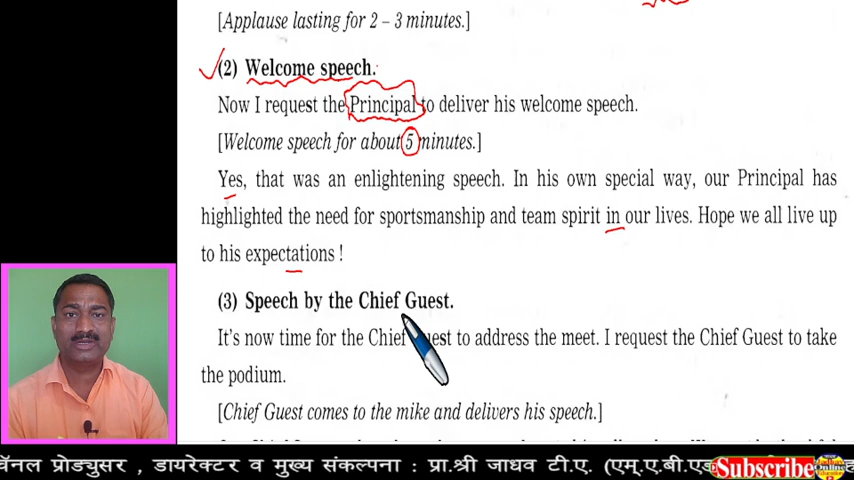 [Applause lasting for 2 – 3 minutes.]
(2) Welcome speech.
Now I request the Principal to deliver his welcome speech.
[Welcome speech for about 5 minutes.]
Yes, that was an enlightening speech. In his own special way, our Principal has
highlighted the need for sportsmanship and team spirit in our lives. Hope we all live up
to his expectations !
(3) Speech by the Chief Guest.
It's now time for the Chief Guest to address the meet. I request the Chief Guest to take
the podium.
[Chief Guest comes to the mike and delivers his speech.]
चॅनल प्रोड्युसर , डायरेक्टर व मुख्य संकल्पना : प्रा.श्री जाधव टी.ए. (एम्.ए.बी.एड
Subscribe
Online